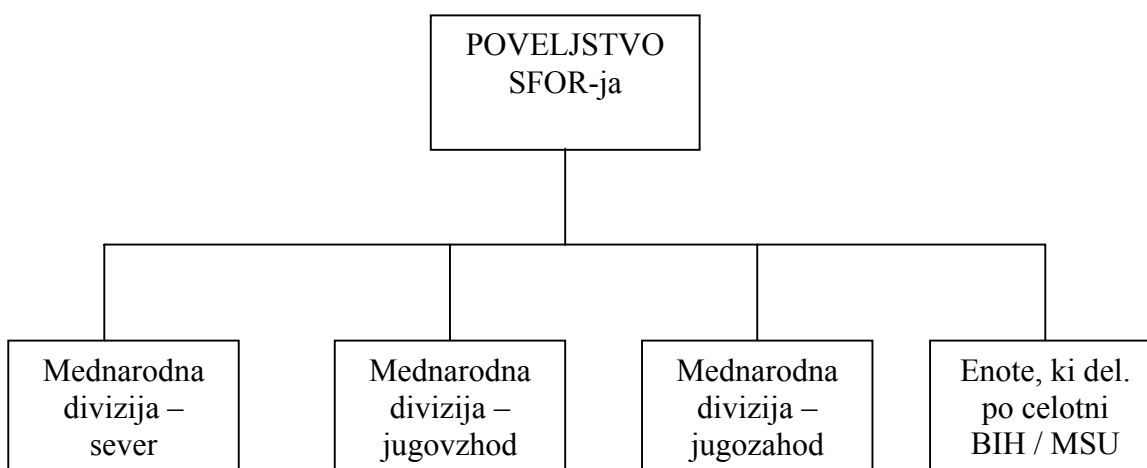 POVELJSTVO
SFOR-ja
Mednarodna
divizija –
sever
Mednarodna
divizija –
jugovzhod
Mednarodna
divizija –
jugozahod
Enote, ki del.
po celotni
BIH / MSU